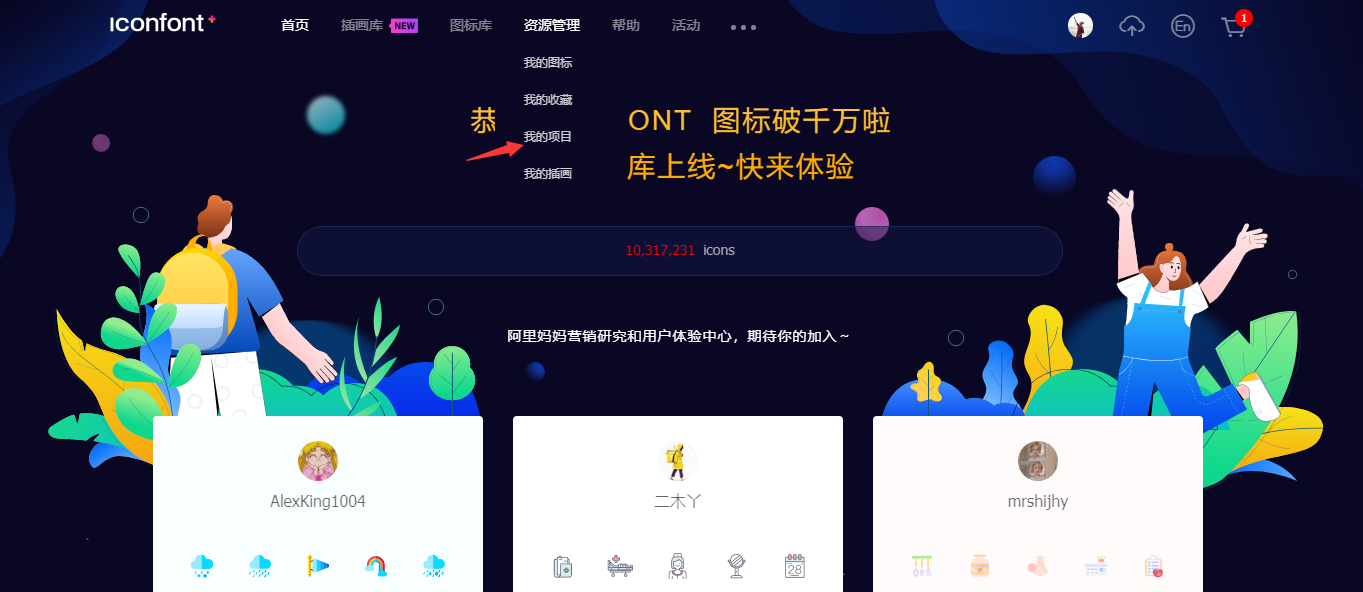 iconfont+
首页 插画库 NEW 图标库 资源管理 帮助 活动 •••
En 1
我的图标
我的收藏
我的项目
我的插画
恭 ONT 图标破千万啦
库上线~快来体验
10,317,231 icons
阿里妈妈营销研究和用户体验中心，期待你的加入～
AlexKing1004
二木丫
mrshijhy
28